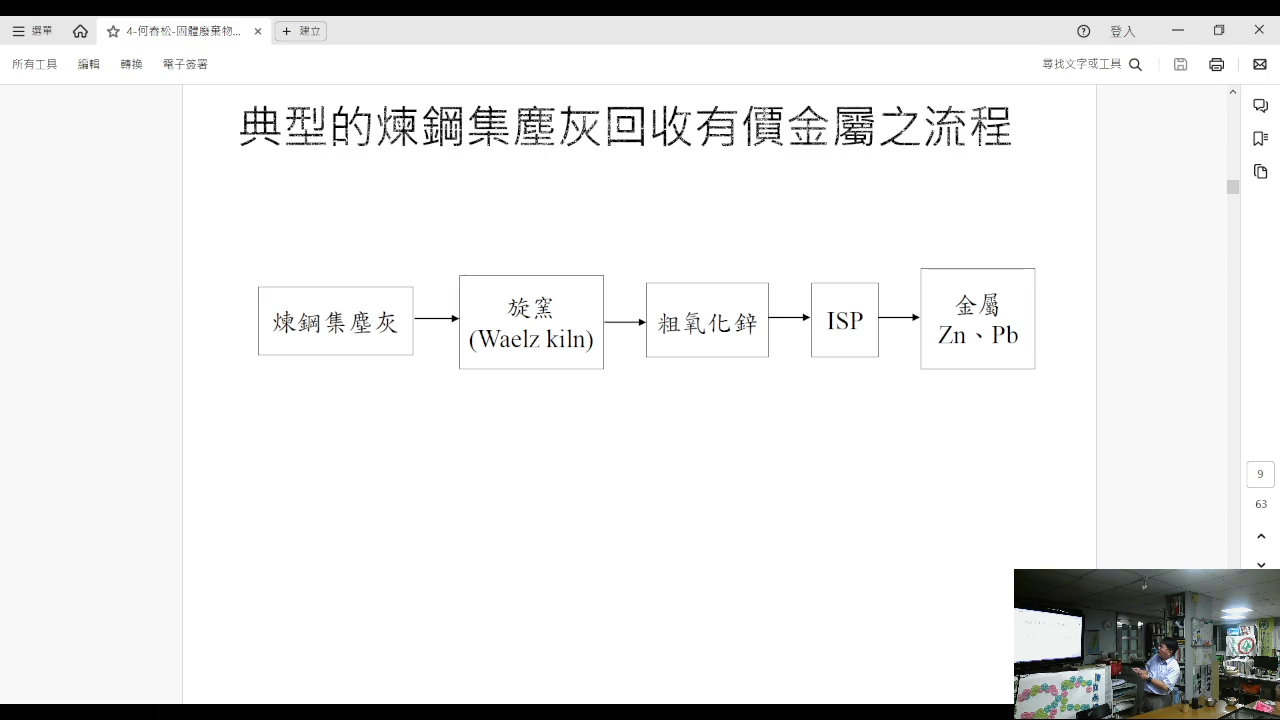 選單
4-何春松-固體廢棄物...
建立
登入
所有工具
編輯
轉換
電子簽署
尋找文字或工具
典型的煉鋼集塵灰回收有價金屬之流程
煉鋼集塵灰
旋窯
(Waelz kiln)
粗氧化鋅
ISP
金屬
Zn、Pb
9
63